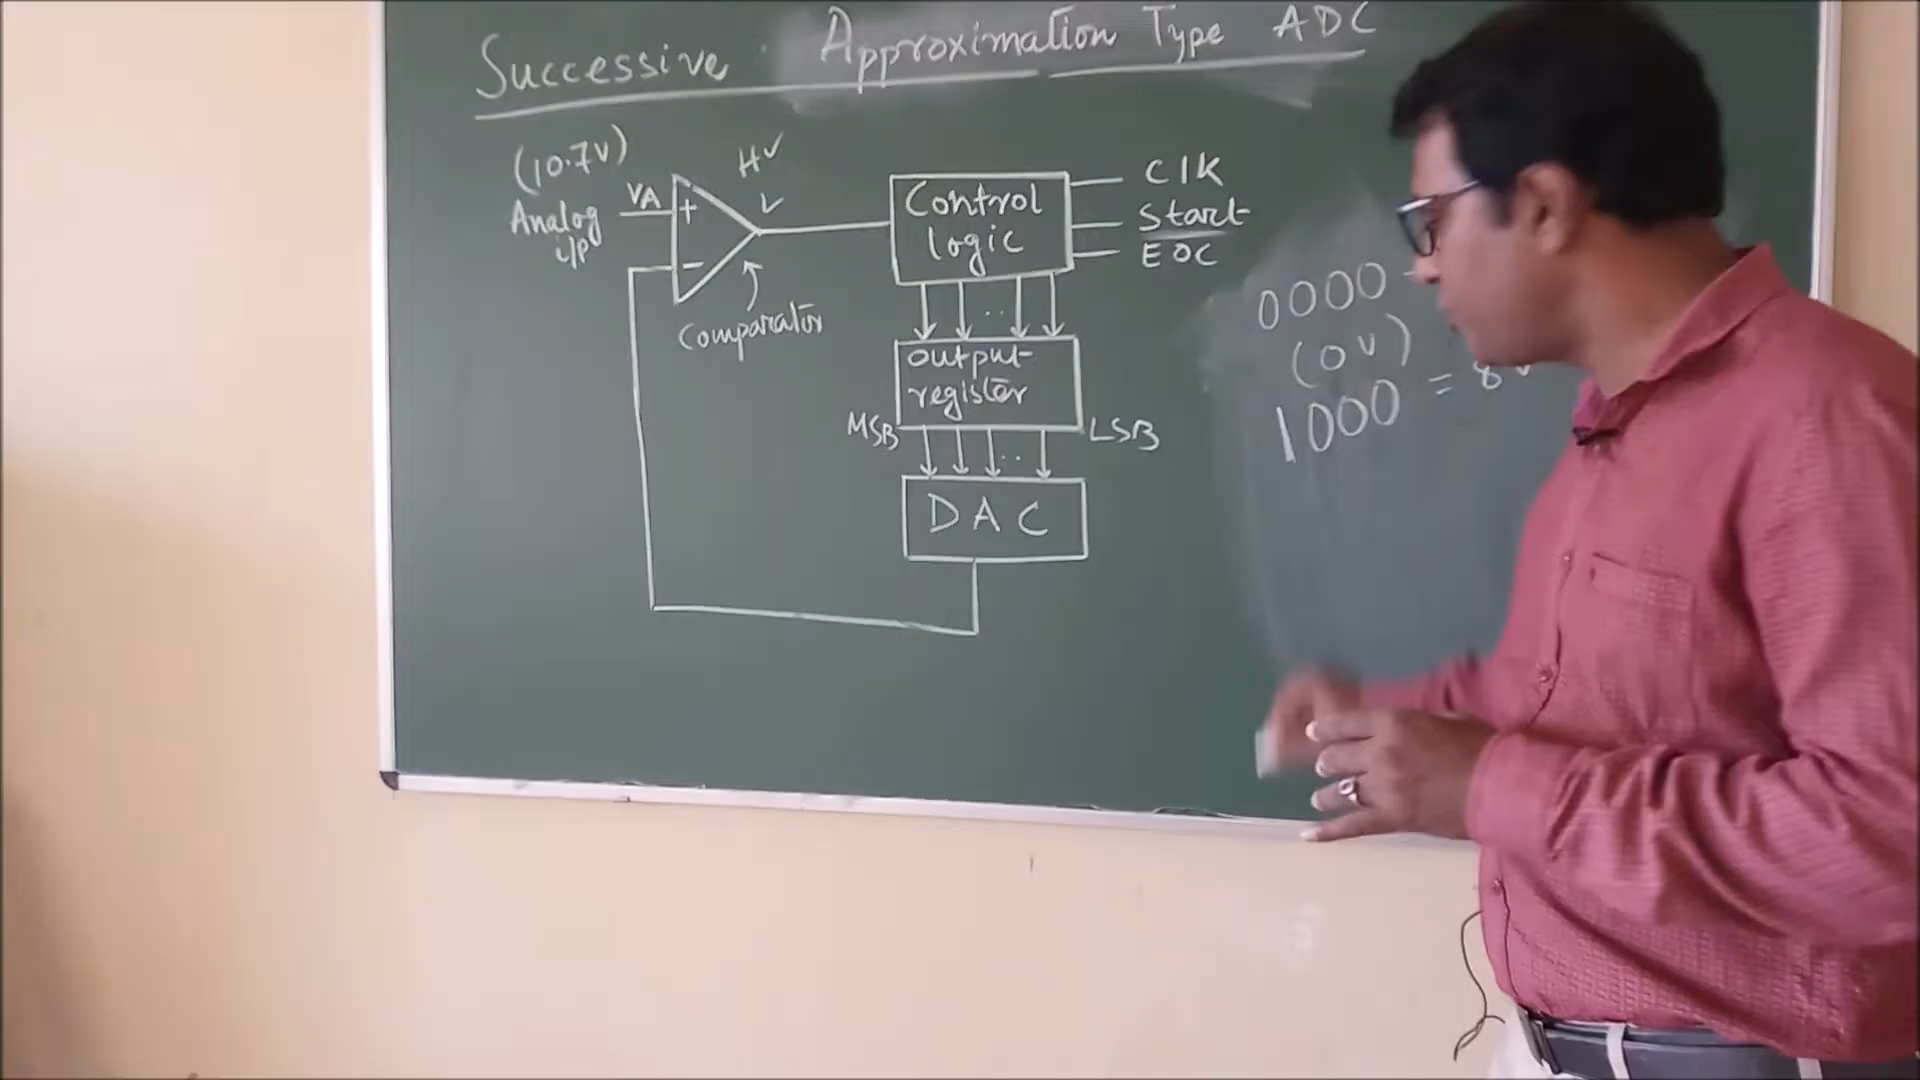 Successive Approximation Type ADC
(10.7V)
VA
Analog
i/p
+
-
H✓
L
Comparator
Control
logic
CLK
Start
EOC
..
output
register
MSB
LSB
..
DAC
0000
(0V)
1000 = 8V